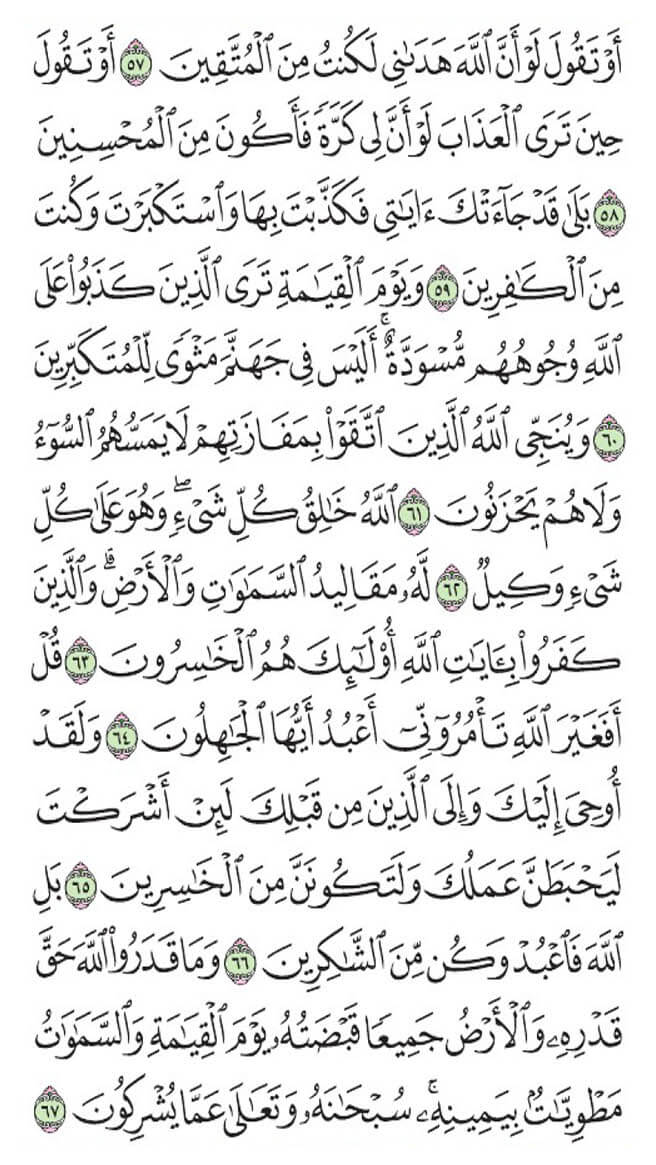 أَوۡ تَقُولَ لَوۡ أَنَّ ٱللَّهَ هَدَىٰنِي لَكُنتُ مِنَ ٱلۡمُتَّقِينَ ٥٧ أَوۡ تَقُولَ
حِينَ تَرَى ٱلۡعَذَابَ لَوۡ أَنَّ لِي كَرَّةٗ فَأَكُونَ مِنَ ٱلۡمُحۡسِنِينَ
٥٨ بَلَىٰ قَدۡ جَآءَتۡكَ ءَايَٰتِي فَكَذَّبۡتَ بِهَا وَٱسۡتَكۡبَرۡتَ وَكُنتَ
مِنَ ٱلۡكَٰفِرِينَ ٥٩ وَيَوۡمَ ٱلۡقِيَٰمَةِ تَرَى ٱلَّذِينَ كَذَبُواْ عَلَى
ٱللَّهِ وُجُوهُهُم مُّسۡوَدَّةٌۚ أَلَيۡسَ فِي جَهَنَّمَ مَثۡوٗى لِّلۡمُتَكَبِّرِينَ
٦٠ وَيُنَجِّي ٱللَّهُ ٱلَّذِينَ ٱتَّقَوۡاْ بِمَفَازَتِهِمۡ لَا يَمَسُّهُمُ ٱلسُّوٓءُ
وَلَا هُمۡ يَحۡزَنُونَ ٦١ ٱللَّهُ خَٰلِقُ كُلِّ شَيۡءٖۖ وَهُوَ عَلَىٰ كُلِّ
شَيۡءٖ وَكِيلٞ ٦٢ لَّهُۥ مَقَالِيدُ ٱلسَّمَٰوَٰتِ وَٱلۡأَرۡضِۗ وَٱلَّذِينَ
كَفَرُواْ بِـَٔايَٰتِ ٱللَّهِ أُوْلَٰٓئِكَ هُمُ ٱلۡخَٰسِرُونَ ٦٣ قُلۡ
أَفَغَيۡرَ ٱللَّهِ تَأۡمُرُوٓنِّيٓ أَعۡبُدُ أَيُّهَا ٱلۡجَٰهِلُونَ ٦٤ وَلَقَدۡ
أُوحِيَ إِلَيۡكَ وَإِلَى ٱلَّذِينَ مِن قَبۡلِكَ لَئِنۡ أَشۡرَكۡتَ
لَيَحۡبَطَنَّ عَمَلُكَ وَلَتَكُونَنَّ مِنَ ٱلۡخَٰسِرِينَ ٦٥ بَلِ
ٱللَّهَ فَٱعۡبُدۡ وَكُن مِّنَ ٱلشَّٰكِرِينَ ٦٦ وَمَا قَدَرُواْ ٱللَّهَ حَقَّ
قَدۡرِهِۦ وَٱلۡأَرۡضُ جَمِيعٗا قَبۡضَتُهُۥ يَوۡمَ ٱلۡقِيَٰمَةِ وَٱلسَّمَٰوَٰتُ
مَطۡوِيَّٰتُۢ بِيَمِينِهِۦۚ سُبۡحَٰنَهُۥ وَتَعَٰلَىٰ عَمَّا يُشۡرِكُونَ ٦٧